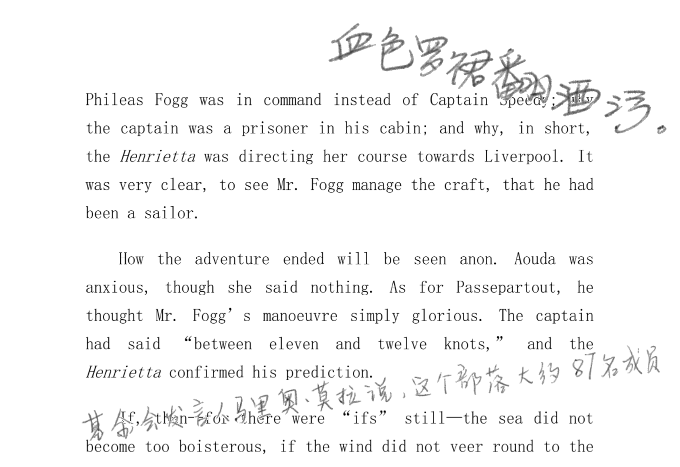 血色罗裙翻酒污。
Phileas Fogg was in command instead of Captain Speedy; why
the captain was a prisoner in his cabin; and why, in short,
the Henrietta was directing her course towards Liverpool. It
was very clear, to see Mr. Fogg manage the craft, that he had
been a sailor.
How the adventure ended will be seen anon. Aouda was
anxious, though she said nothing. As for Passepartout, he
thought Mr. Fogg’s manoeuvre simply glorious. The captain
had said “between eleven and twelve knots,” and the
Henrietta confirmed his prediction.
基金会发言人马里奥·莫拉说，这个部落大约87名成员
If, then—for there were “ifs” still—the sea did not
become too boisterous, if the wind did not veer round to the